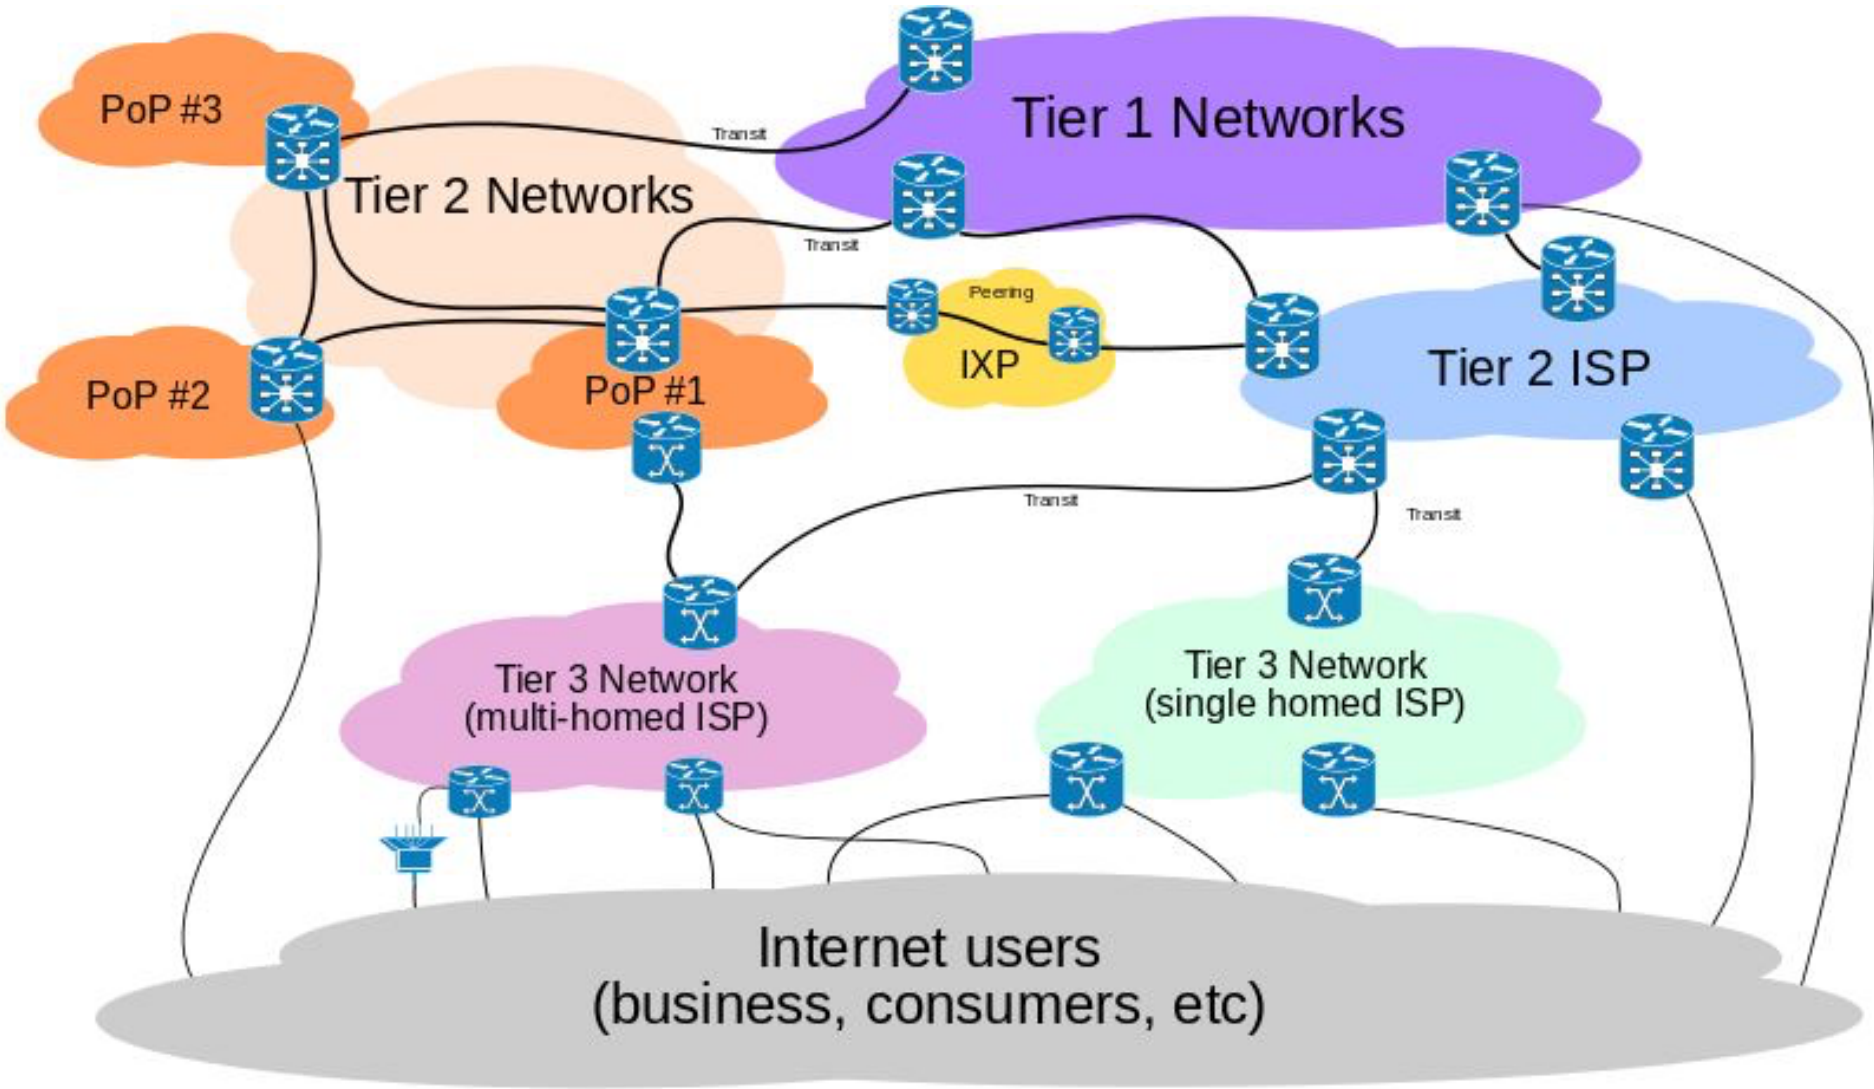 PoP #3
Transit
Tier 1 Networks
Tier 2 Networks
Transit
Peering
IXP
Tier 2 ISP
PoP #2
PoP #1
Transit
Transit
Tier 3 Network
(multi-homed ISP)
Tier 3 Network
(single homed ISP)
Internet users
(business, consumers, etc)